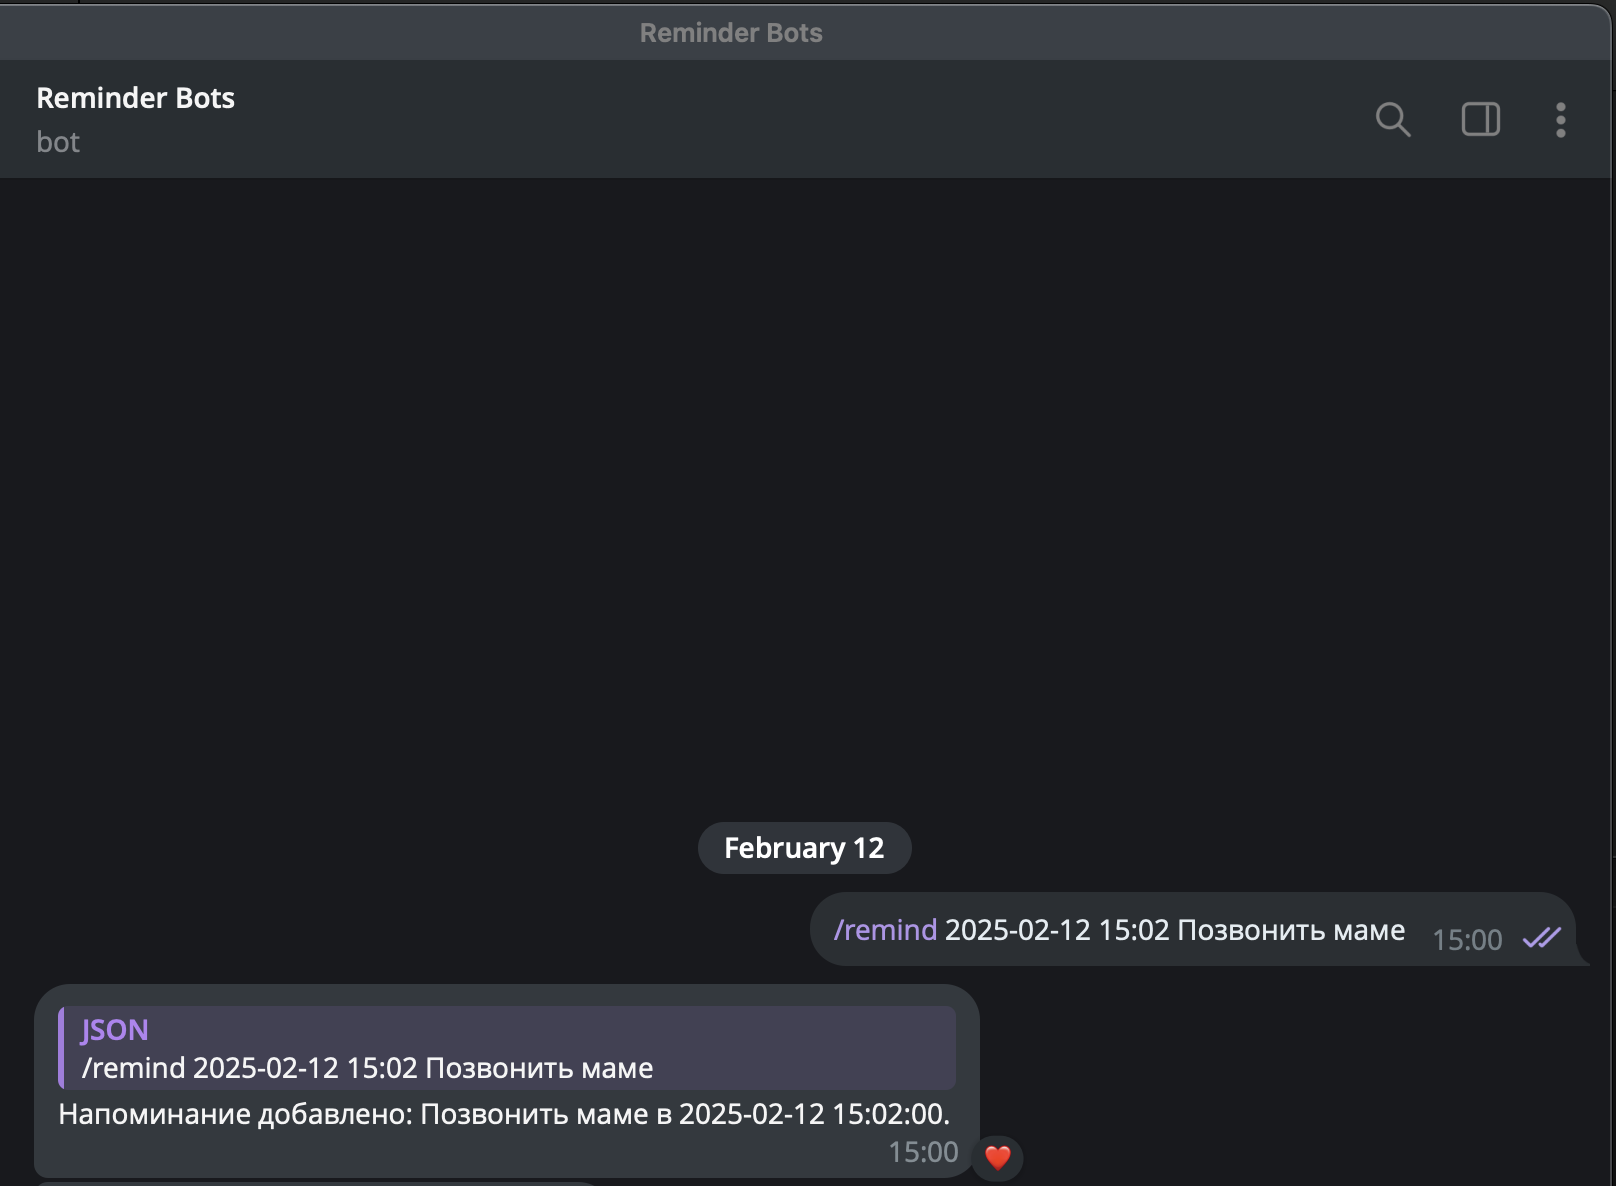 Reminder Bots
Reminder Bots
bot
February 12
/remind 2025-02-12 15:02 Позвонить маме 15:00
JSON
/remind 2025-02-12 15:02 Позвонить маме
Напоминание добавлено: Позвонить маме в 2025-02-12 15:02:00.
15:00